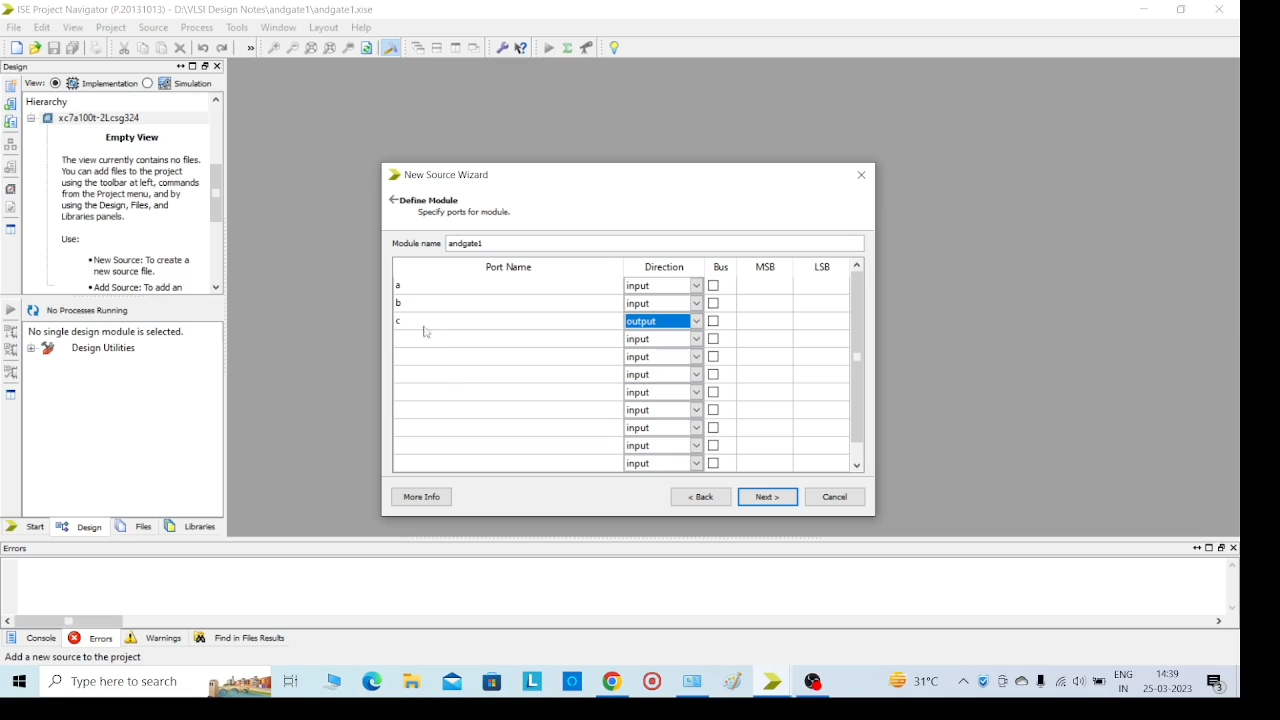 ISE Project Navigator (P.20131013) - D:\VLSI Design Notes\andgate1\andgate1.xise
File Edit View Project Source Process Tools Window Layout Help
»
Design
View: Implementation Simulation
Hierarchy
xc7a100t-2Lcsg324
Empty View
The view currently contains no files.
You can add files to the project
using the toolbar at left, commands
from the Project menu, and by
using the Design, Files, and
Libraries panels.
Use:
•New Source: To create a
new source file.
•Add Source: To add an
No Processes Running
No single design module is selected.
Design Utilities
Start Design Files Libraries
New Source Wizard
Define Module
Specify ports for module.
Module name andgate1
Port Name Direction Bus MSB LSB
a input
b input
c output
input
input
input
input
input
input
input
input
More Info < Back Next > Cancel
Errors
Console Errors Warnings Find in Files Results
Add a new source to the project
Type here to search
L
31°C
ENG
IN
14:39
25-03-2023
3